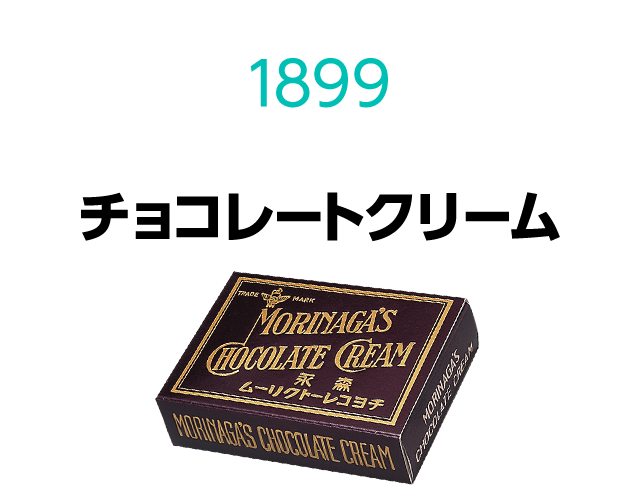 1899
チョコレートクリーム
TRADE MARK
MORINAGA'S
CHOCOLATE CREAM
永森
ムーリクトーレコヨチ
MORINAGA'S CHOCOLATE CREAM
MORINAGA'S
CHOCOLATE CREAM